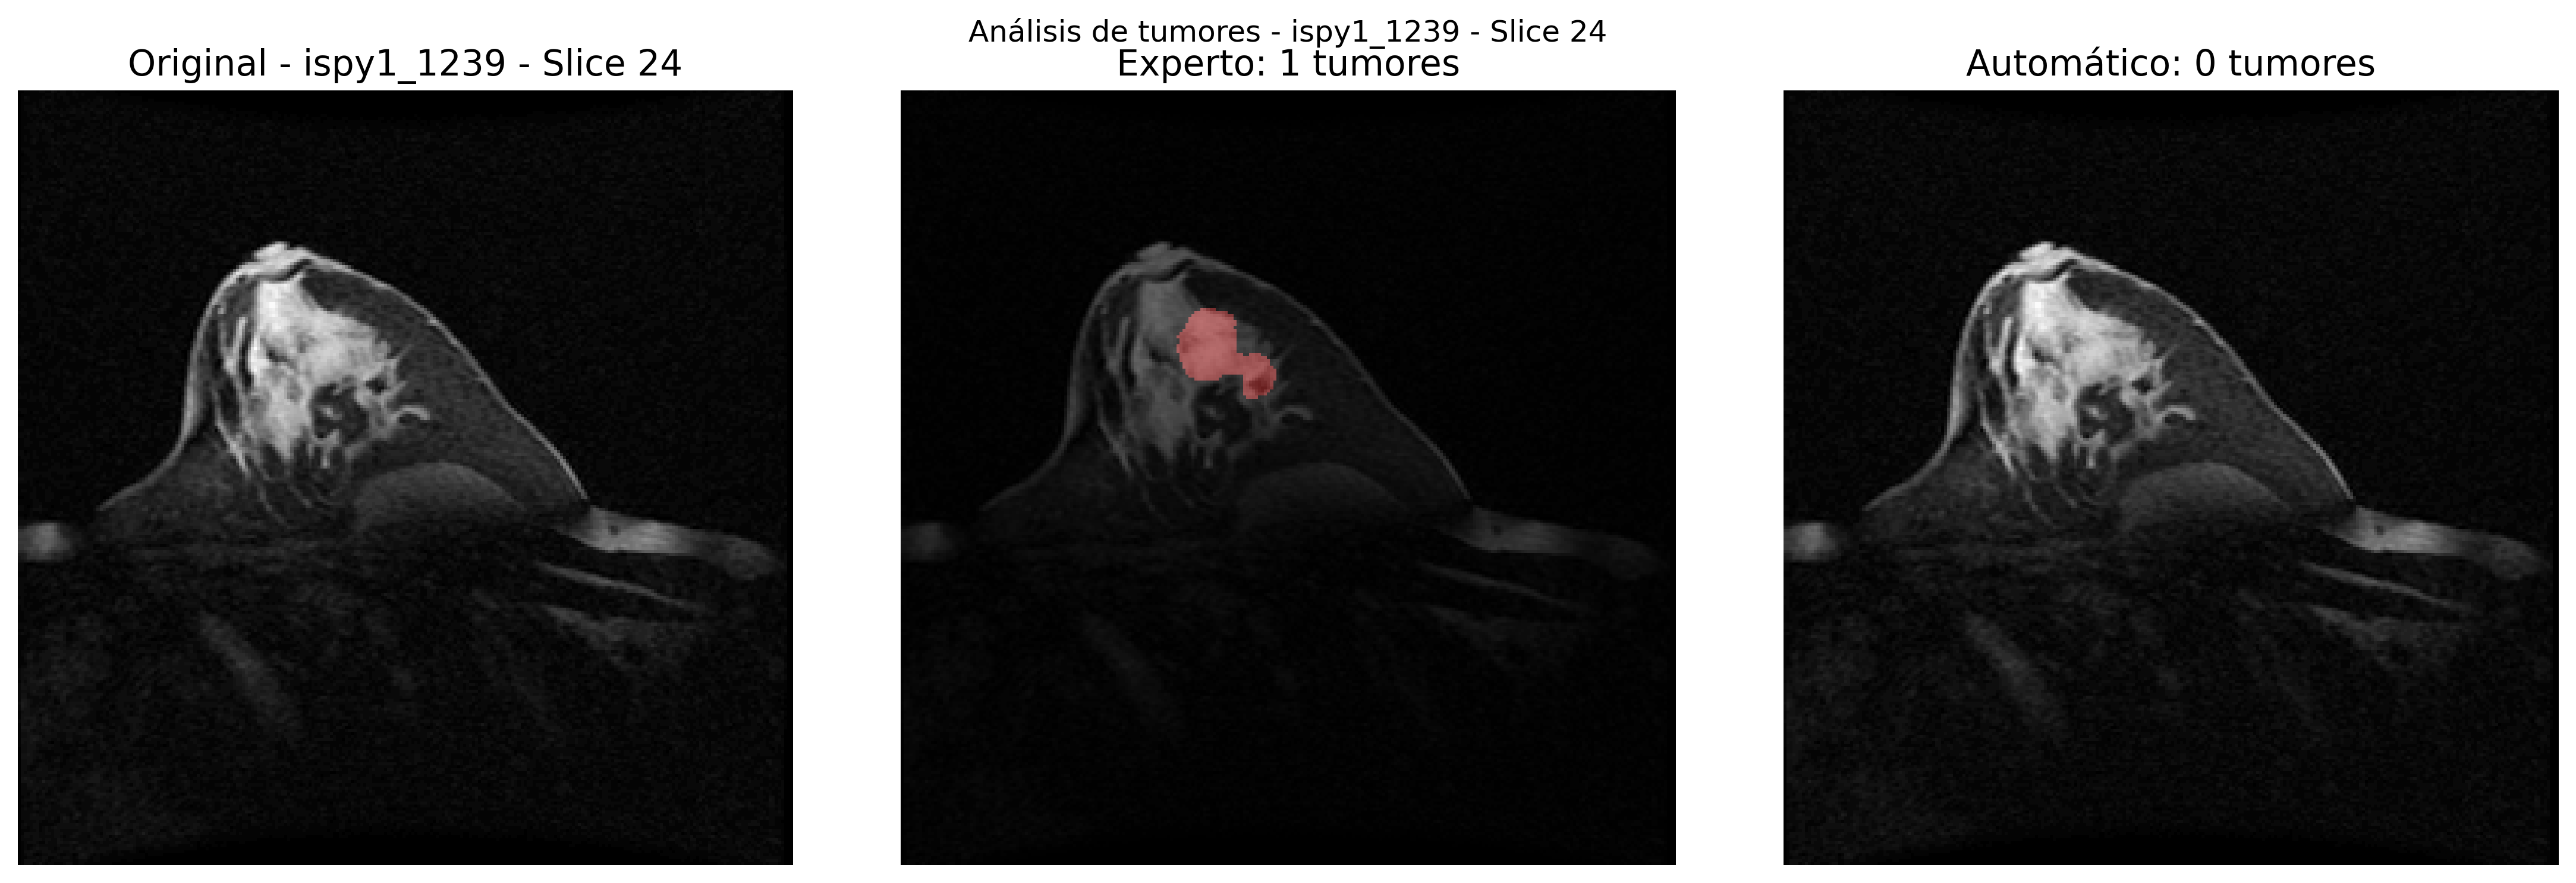 Análisis de tumores - ispy1_1239 - Slice 24
Original - ispy1_1239 - Slice 24
Experto: 1 tumores
Automático: 0 tumores